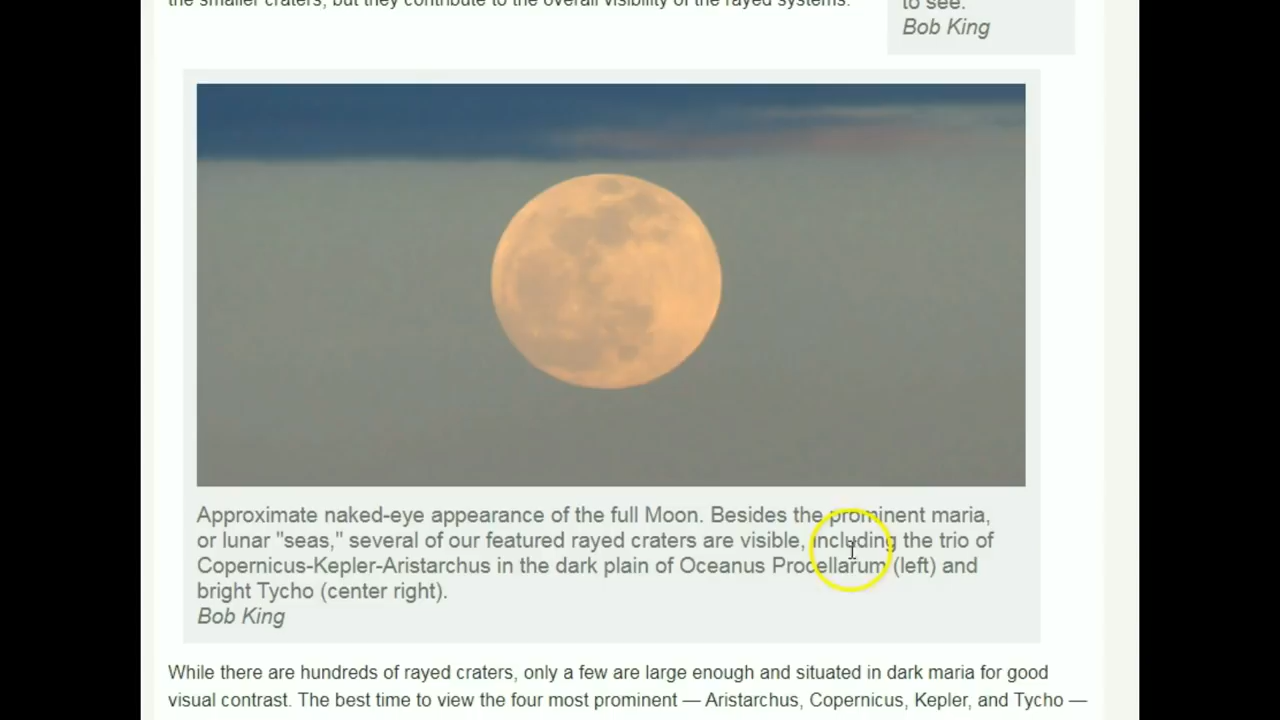 the smaller craters, but they contribute to the overall visibility of the rayed systems.
to see.
Bob King
Approximate naked-eye appearance of the full Moon. Besides the prominent maria,
or lunar "seas," several of our featured rayed craters are visible, including the trio of
Copernicus-Kepler-Aristarchus in the dark plain of Oceanus Procellarum (left) and
bright Tycho (center right).
Bob King
While there are hundreds of rayed craters, only a few are large enough and situated in dark maria for good
visual contrast. The best time to view the four most prominent — Aristarchus, Copernicus, Kepler, and Tycho —